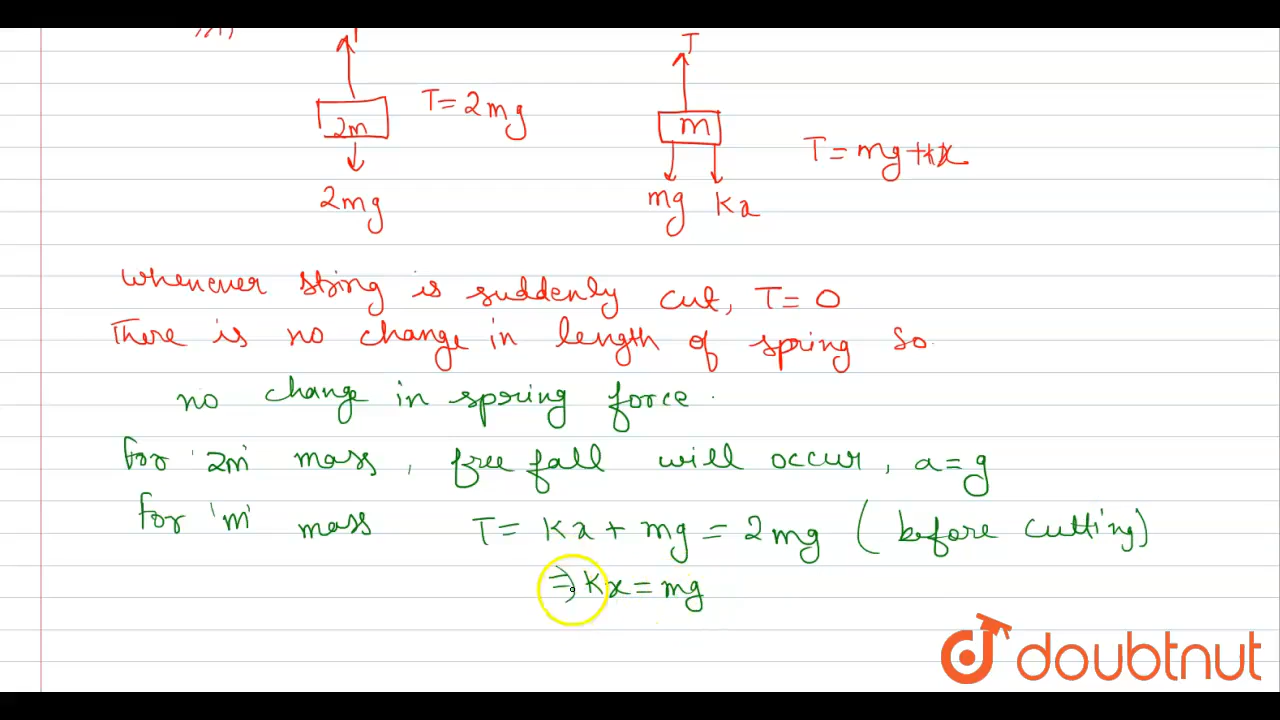 T
T
2m
T=2mg
m
T=mg+kx
2mg
mg kx
whenever string is suddenly cut, T=0
There is no change in length of spring so
no change in spring force.
For '2m' mass, free fall will occur, a=g
For 'm' mass T= kx + mg = 2mg (before cutting)
⇒ kx = mg
doubtnut